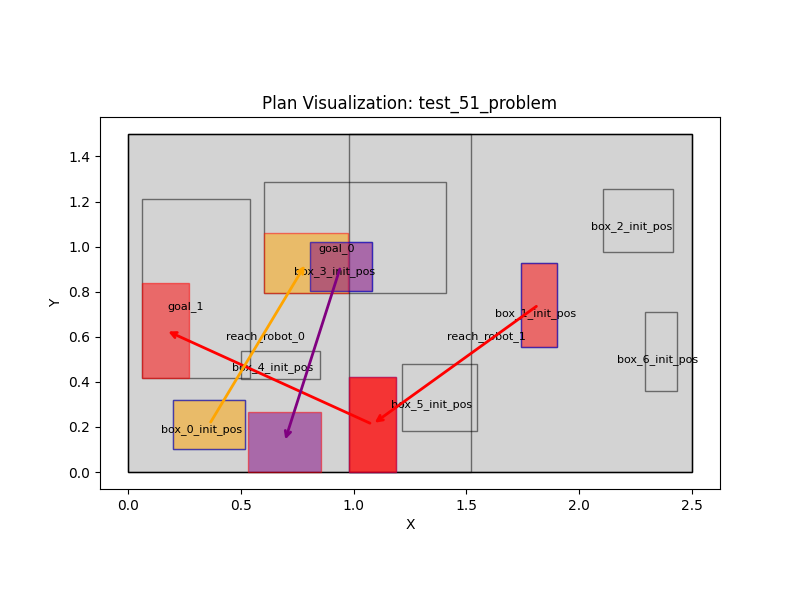 Plan Visualization: test_51_problem
1.4
1.2
1.0
0.8
0.6
0.4
0.2
0.0
Y
box_2_init_pos
goal_0
box_3_init_pos
goal_1
box_1_init_pos
reach_robot_0
reach_robot_1
box_4_init_pos
box_6_init_pos
box_5_init_pos
box_0_init_pos
0.0
0.5
1.0
1.5
2.0
2.5
X